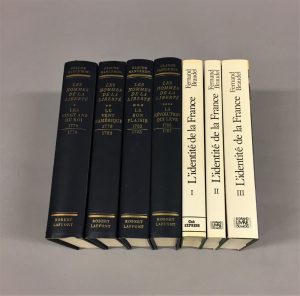 CLAUDE
MANCERON
LES
HOMMES
DE LA
LIBERTÉ
*
LES
VINGT ANS
DU ROI
1774
1778
ROBERT
LAFFONT
CLAUDE
MANCERON
LES
HOMMES
DE LA
LIBERTÉ
**
LE
VENT
D'AMÉRIQUE
1778
1782
ROBERT
LAFFONT
CLAUDE
MANCERON
LES
HOMMES
DE LA
LIBERTÉ
***
LE
BON
PLAISIR
1782
1785
ROBERT
LAFFONT
CLAUDE
MANCERON
LES
HOMMES
DE LA
LIBERTÉ
****
LA
RÉVOLUTION
QUI LÈVE
1785
1787
ROBERT
LAFFONT
Fernand Braudel
L'identité de la France
I
Club
EXPRESS
Fernand Braudel
L'identité de la France
II
Fernand Braudel
L'identité de la France
III